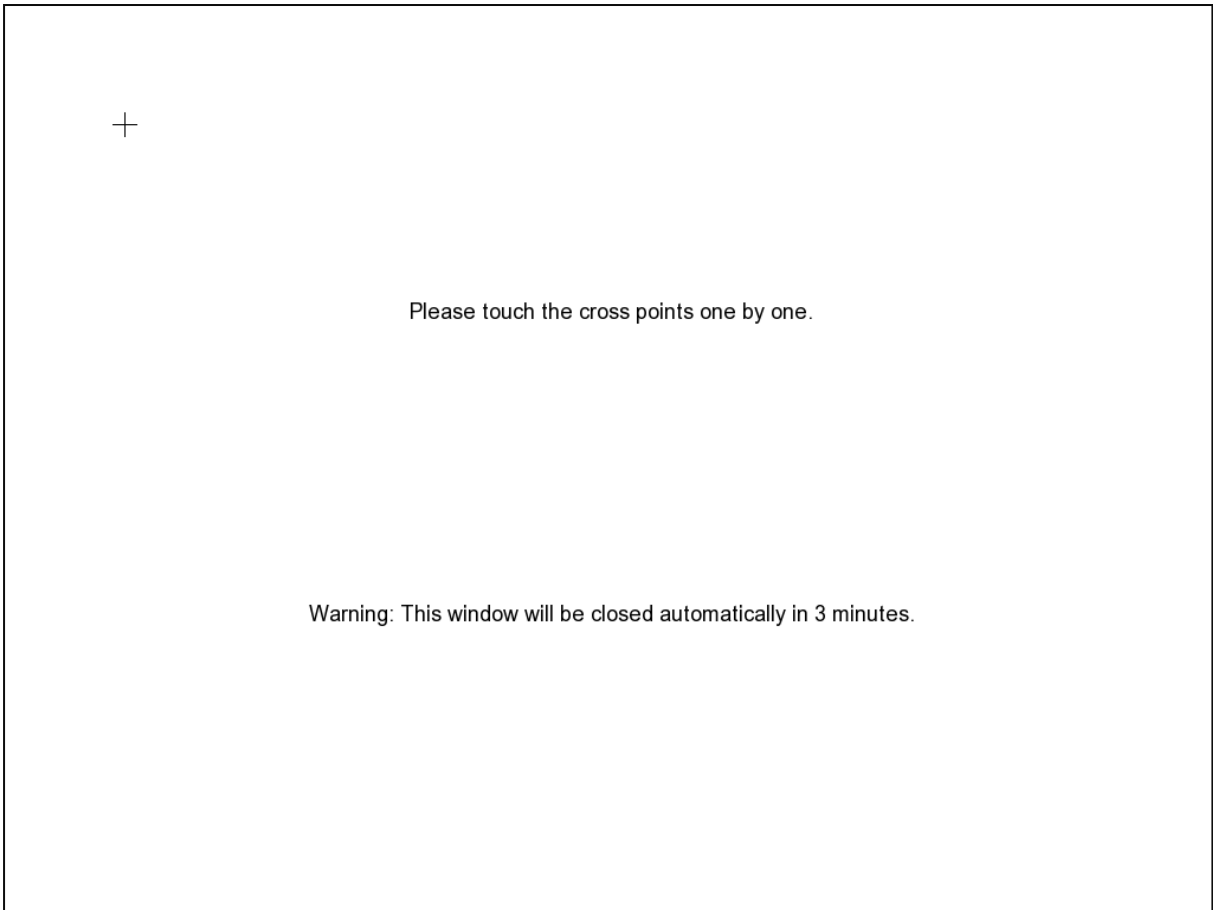 Please touch the cross points one by one.
Warning: This window will be closed automatically in 3 minutes.